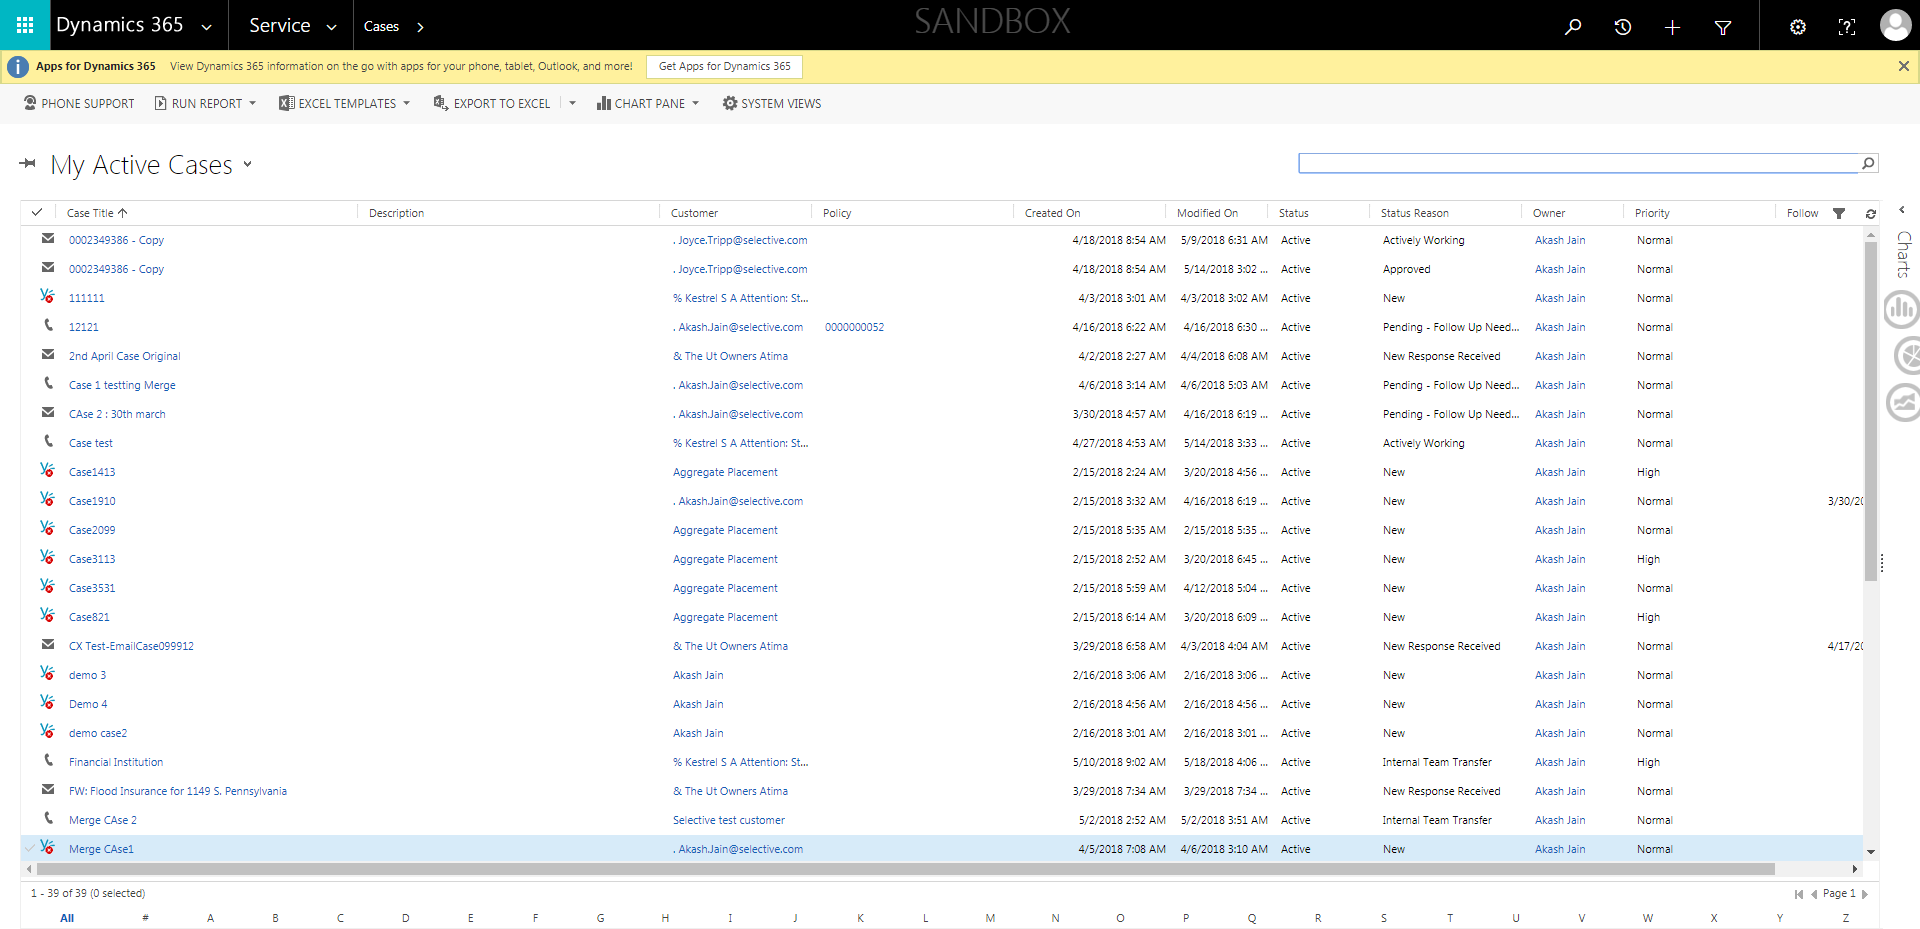 Dynamics 365 Service Cases SANDBOX
Apps for Dynamics 365 View Dynamics 365 information on the go with apps for your phone, tablet, Outlook, and more! Get Apps for Dynamics 365
PHONE SUPPORT RUN REPORT EXCEL TEMPLATES EXPORT TO EXCEL CHART PANE SYSTEM VIEWS
My Active Cases
Case Title Description Customer Policy Created On Modified On Status Status Reason Owner Priority Follow
0002349386 - Copy . Joyce.Tripp@selective.com 4/18/2018 8:54 AM 5/9/2018 6:31 AM Active Actively Working Akash Jain Normal
0002349386 - Copy . Joyce.Tripp@selective.com 4/18/2018 8:54 AM 5/14/2018 3:02 ... Active Approved Akash Jain Normal
111111 % Kestrel S A Attention: St... 4/3/2018 3:01 AM 4/3/2018 3:02 AM Active New Akash Jain Normal
12121 . Akash.Jain@selective.com 0000000052 4/16/2018 6:22 AM 4/16/2018 6:30 ... Active Pending - Follow Up Need... Akash Jain Normal
2nd April Case Original & The Ut Owners Atima 4/2/2018 2:27 AM 4/4/2018 6:08 AM Active New Response Received Akash Jain Normal
Case 1 testting Merge . Akash.Jain@selective.com 4/6/2018 3:14 AM 4/6/2018 5:03 AM Active Pending - Follow Up Need... Akash Jain Normal
CAse 2 : 30th march . Akash.Jain@selective.com 3/30/2018 4:57 AM 4/16/2018 6:19 ... Active Pending - Follow Up Need... Akash Jain Normal
Case test % Kestrel S A Attention: St... 4/27/2018 4:53 AM 5/14/2018 3:33 ... Active Actively Working Akash Jain Normal
Case1413 Aggregate Placement 2/15/2018 2:24 AM 3/20/2018 4:56 ... Active New Akash Jain High
Case1910 . Akash.Jain@selective.com 2/15/2018 3:32 AM 4/16/2018 6:19 ... Active New Akash Jain Normal 3/30/20
Case2099 Aggregate Placement 2/15/2018 5:35 AM 2/15/2018 5:35 ... Active New Akash Jain Normal
Case3113 Aggregate Placement 2/15/2018 2:52 AM 3/20/2018 6:45 ... Active New Akash Jain High
Case3531 Aggregate Placement 2/15/2018 5:59 AM 4/12/2018 5:04 ... Active New Akash Jain Normal
Case821 Aggregate Placement 2/15/2018 6:14 AM 3/20/2018 6:09 ... Active New Akash Jain High
CX Test-EmailCase099912 & The Ut Owners Atima 3/29/2018 6:58 AM 4/3/2018 4:04 AM Active New Response Received Akash Jain Normal 4/17/20
demo 3 Akash Jain 2/16/2018 3:06 AM 2/16/2018 3:06 ... Active New Akash Jain Normal
Demo 4 Akash Jain 2/16/2018 4:56 AM 2/16/2018 4:56 ... Active New Akash Jain Normal
demo case2 Akash Jain 2/16/2018 3:01 AM 2/16/2018 3:01 ... Active New Akash Jain Normal
Financial Institution % Kestrel S A Attention: St... 5/10/2018 9:02 AM 5/18/2018 4:06 ... Active Internal Team Transfer Akash Jain High
FW: Flood Insurance for 1149 S. Pennsylvania & The Ut Owners Atima 3/29/2018 7:34 AM 3/29/2018 7:34 ... Active New Response Received Akash Jain Normal
Merge CAse 2 Selective test customer 5/2/2018 2:52 AM 5/2/2018 3:51 AM Active Internal Team Transfer Akash Jain Normal
Merge CAse1 . Akash.Jain@selective.com 4/5/2018 7:08 AM 4/6/2018 3:10 AM Active New Akash Jain Normal
Charts
1 - 39 of 39 (0 selected) Page 1
All # A B C D E F G H I J K L M N O P Q R S T U V W X Y Z